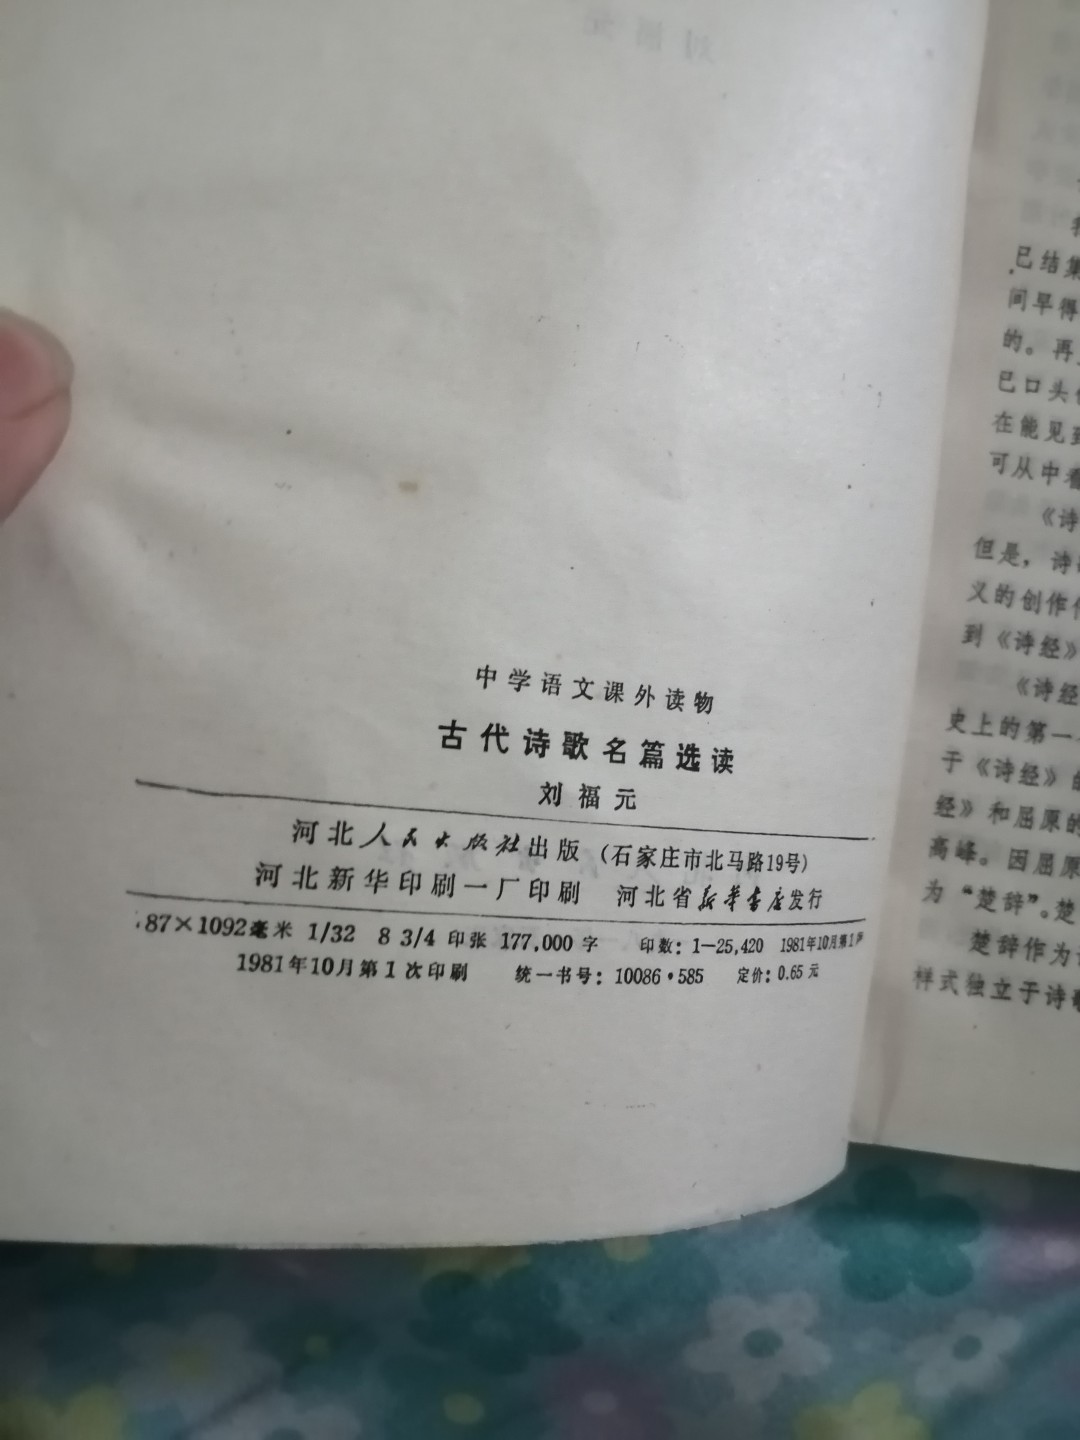 中学语文课外读物
古代诗歌名篇选读
刘福元
河北人民出版社出版（石家庄市北马路19号）
河北新华印刷一厂印刷 河北省新华书店发行
87×1092毫米 1/32 8 3/4 印张 177,000 字 印数：1—25,420 1981年10月第1
1981年10月第1次印刷 统一书号：10086·585 定价：0.65 元
已结集
间早得
的。再
已口头
在能见到
可从中看
《诗
但是，诗
义的创作
到《诗经》
《诗经
史上的第一
于《诗经》
经》和屈原的
高峰。因屈原
为“楚辞”。楚
楚辞作为
样式独立于诗歌